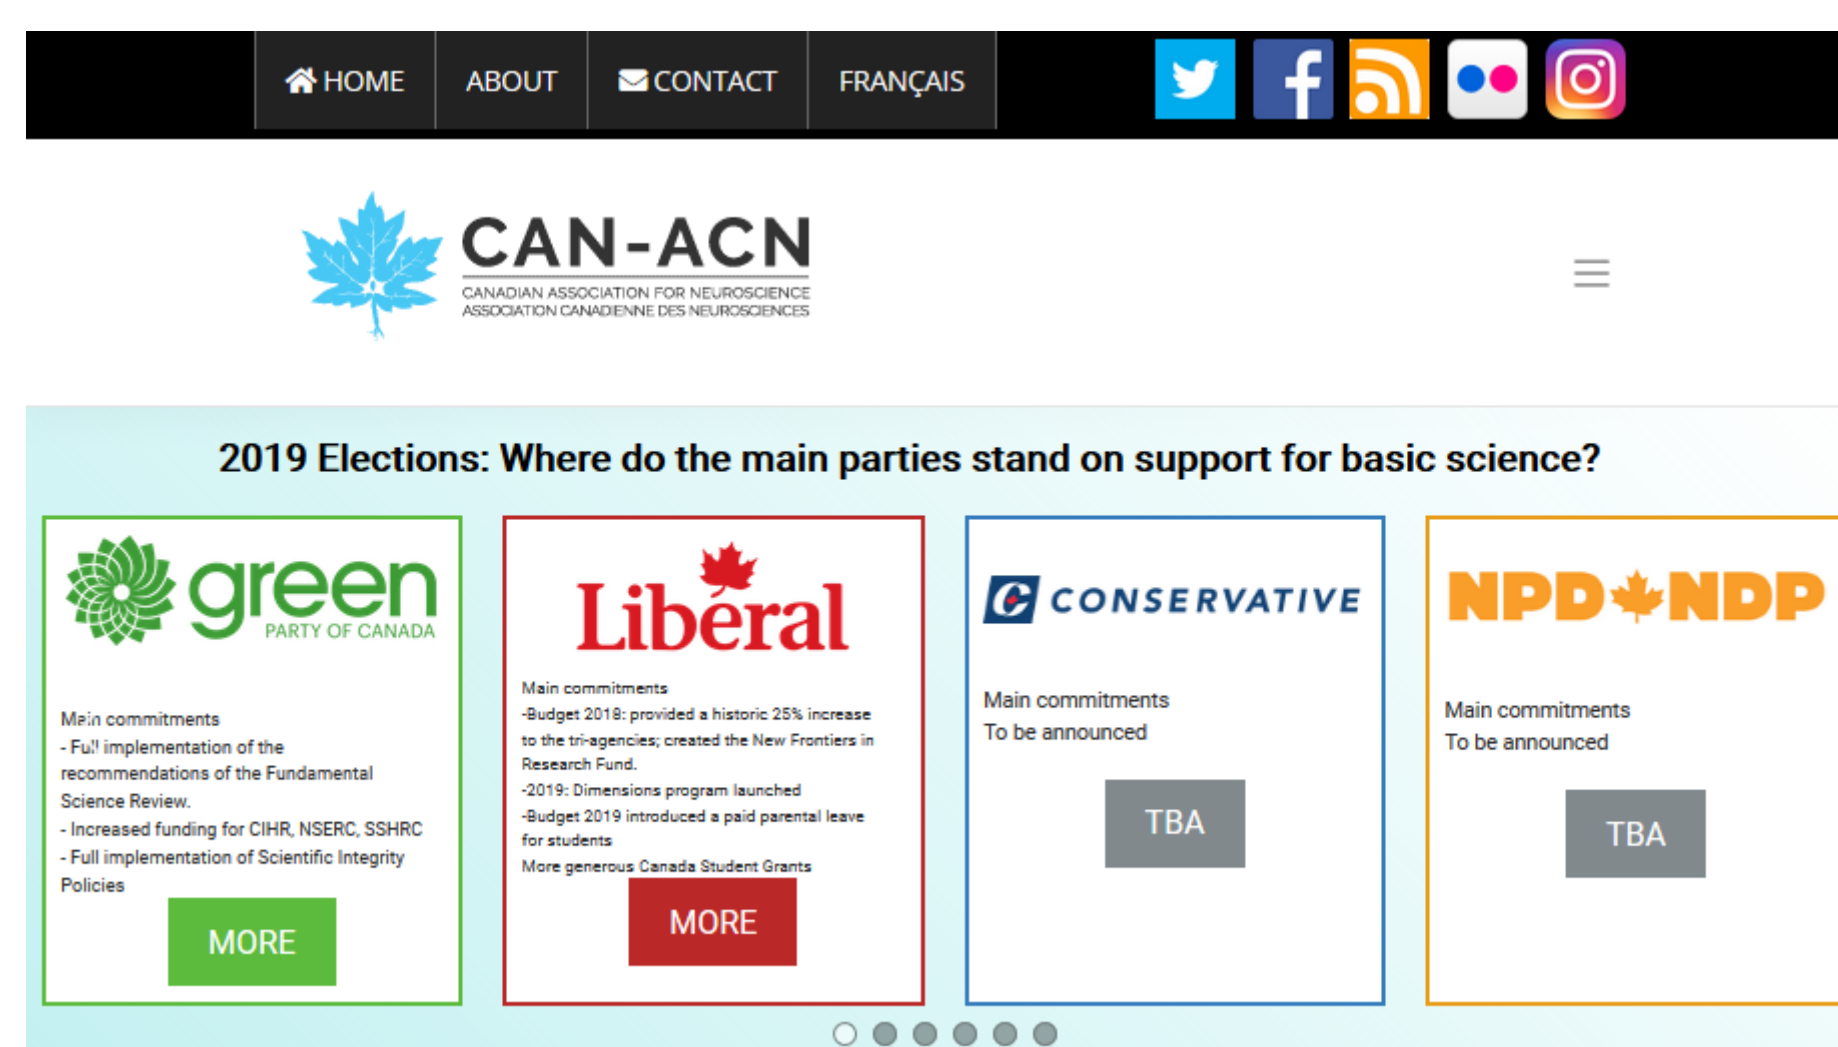 HOME
ABOUT
CONTACT
FRANÇAIS
CAN-ACN
CANADIAN ASSOCIATION FOR NEUROSCIENCE
ASSOCIATION CANADIENNE DES NEUROSCIENCES
2019 Elections: Where do the main parties stand on support for basic science?
green
PARTY OF CANADA
Main commitments
- Full implementation of the
recommendations of the Fundamental
Science Review.
- Increased funding for CIHR, NSERC, SSHRC
- Full implementation of Scientific Integrity
Policies
MORE
Liberal
Main commitments
-Budget 2018: provided a historic 25% increase
to the tri-agencies; created the New Frontiers in
Research Fund.
-2019: Dimensions program launched
-Budget 2019 introduced a paid parental leave
for students
More generous Canada Student Grants
MORE
CONSERVATIVE
Main commitments
To be announced
TBA
NPD NDP
Main commitments
To be announced
TBA